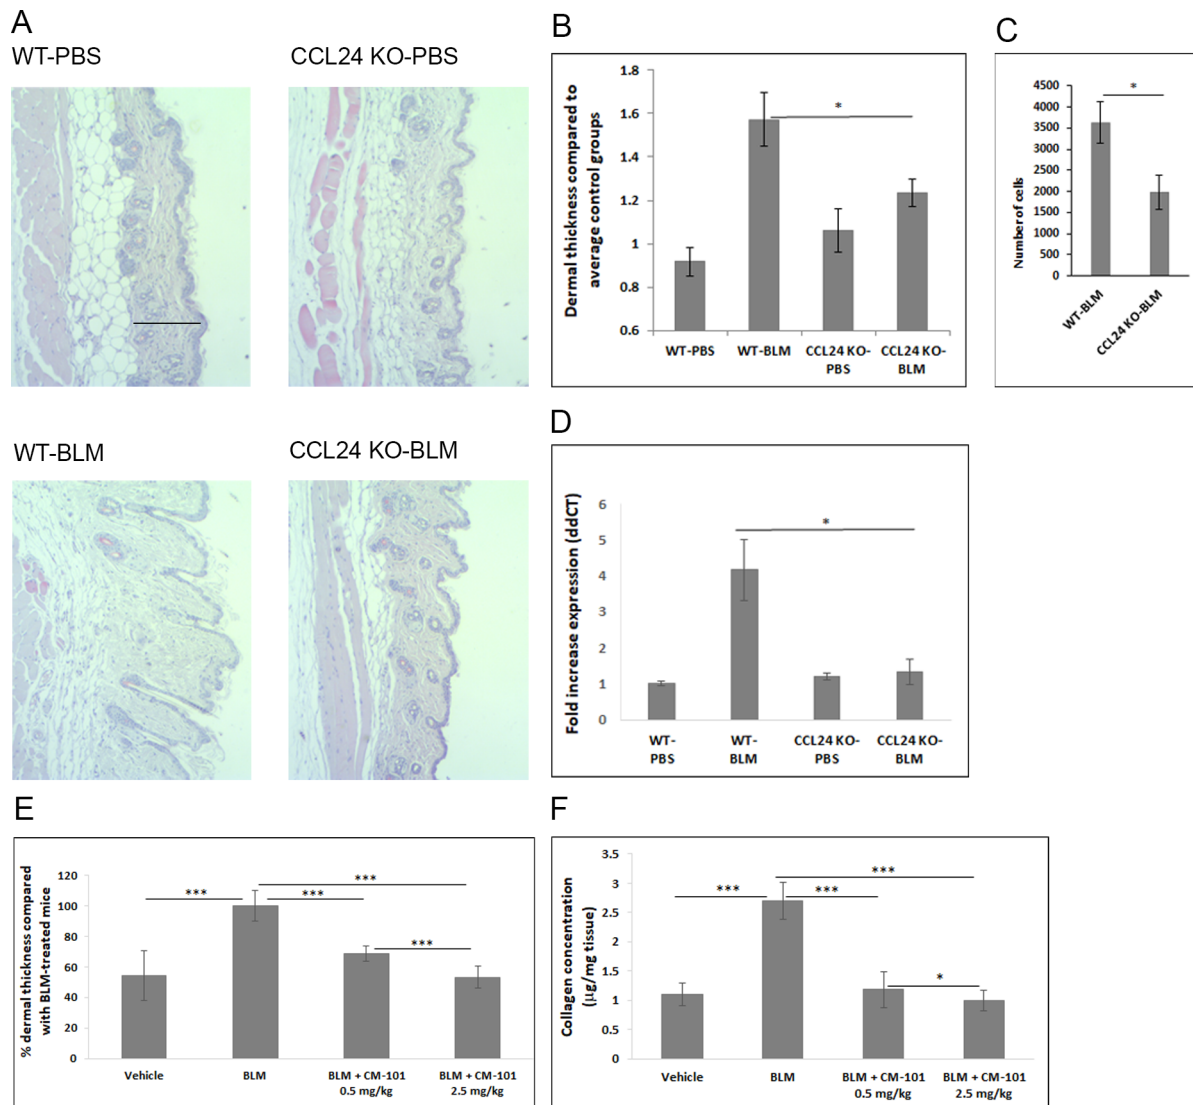 A
WT-PBS
CCL24 KO-PBS
WT-BLM
CCL24 KO-BLM
B
Dermal thickness compared to
average control groups
1.8
1.6
1.4
1.2
1
0.8
0.6
*
WT-PBS
WT-BLM
CCL24 KO-
PBS
CCL24 KO-
BLM
C
Number of cells
4500
4000
3500
3000
2500
2000
1500
1000
500
0
*
WT-BLM
CCL24 KO-BLM
D
Fold increase expression (ddCT)
6
5
4
3
2
1
0
*
WT-
PBS
WT-
BLM
CCL24 KO-
PBS
CCL24 KO-
BLM
E
% dermal thickness compared
with BLM-treated mice
120
100
80
60
40
20
0
***
***
***
***
Vehicle
BLM
BLM + CM-101
0.5 mg/kg
BLM + CM-101
2.5 mg/kg
F
Collagen concentration
(µg/mg tissue)
3.5
3
2.5
2
1.5
1
0.5
0
***
***
***
*
Vehicle
BLM
BLM + CM-101
0.5 mg/kg
BLM + CM-101
2.5 mg/kg